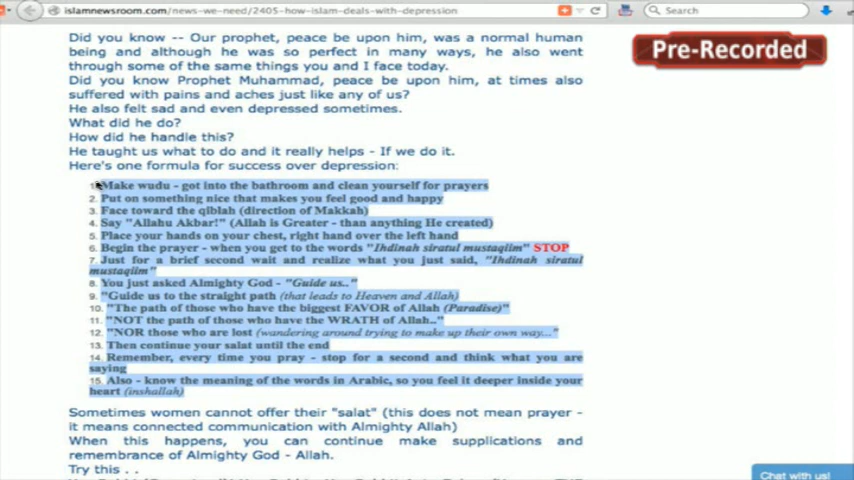 islamnewsroom.com/news-we-need/2405-how-islam-deals-with-depression
Search
Pre-Recorded
Did you know -- Our prophet, peace be upon him, was a normal human
being and although he was so perfect in many ways, he also went
through some of the same things you and I face today.
Did you know Prophet Muhammad, peace be upon him, at times also
suffered with pains and aches just like any of us?
He also felt sad and even depressed sometimes.
What did he do?
How did he handle this?
He taught us what to do and it really helps - If we do it.
Here's one formula for success over depression:
1. Make wudu - got into the bathroom and clean yourself for prayers
2. Put on something nice that makes you feel good and happy
3. Face toward the qiblah (direction of Makkah)
4. Say "Allahu Akbar!" (Allah is Greater - than anything He created)
5. Place your hands on your chest, right hand over the left hand
6. Begin the prayer - when you get to the words "Ihdinah siratul mustaqiim" STOP
7. Just for a brief second wait and realize what you just said, "Ihdinah siratul
mustaqiim"
8. You just asked Almighty God - "Guide us.."
9. "Guide us to the straight path (that leads to Heaven and Allah)
10. "The path of those who have the biggest FAVOR of Allah (Paradise)"
11. "NOT the path of those who have the WRATH of Allah.."
12. "NOR those who are lost (wandering around trying to make up their own way..."
13. Then continue your salat until the end
14. Remember, every time you pray - stop for a second and think what you are
saying
15. Also - know the meaning of the words in Arabic, so you feel it deeper inside your
heart (inshallah)
Sometimes women cannot offer their "salat" (this does not mean prayer -
it means connected communication with Almighty Allah)
When this happens, you can continue make supplications and
remembrance of Almighty God - Allah.
Try this . .
Chat with us!